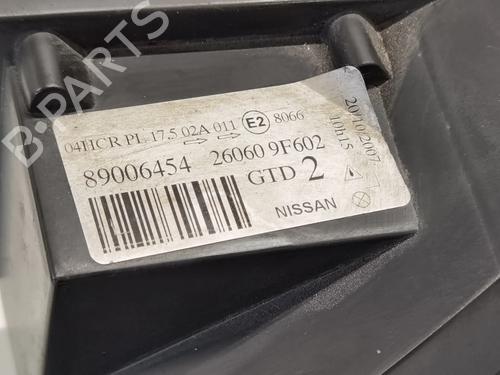 B-PARTS
04HCR PL 17.5 02A 011 E2 8066
89006454 26060 9F602
GTD 2
NISSAN
20/10/2007
10h15